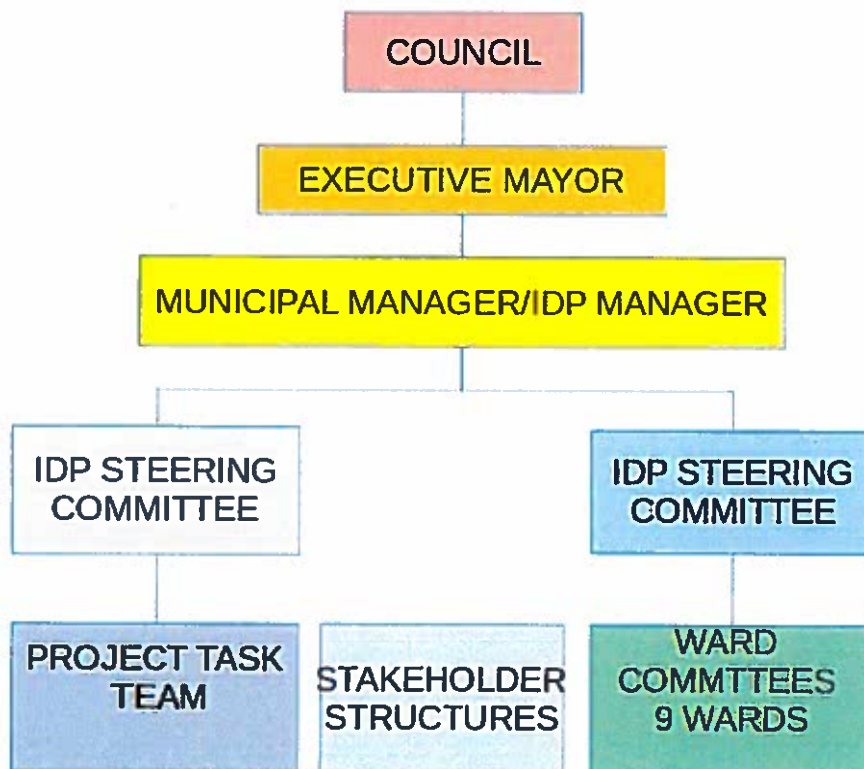 COUNCIL
EXECUTIVE MAYOR
MUNICIPAL MANAGER/IDP MANAGER
IDP STEERING
COMMITTEE
IDP STEERING
COMMITTEE
PROJECT TASK
TEAM
STAKEHOLDER
STRUCTURES
WARD
COMMTTEES
9 WARDS